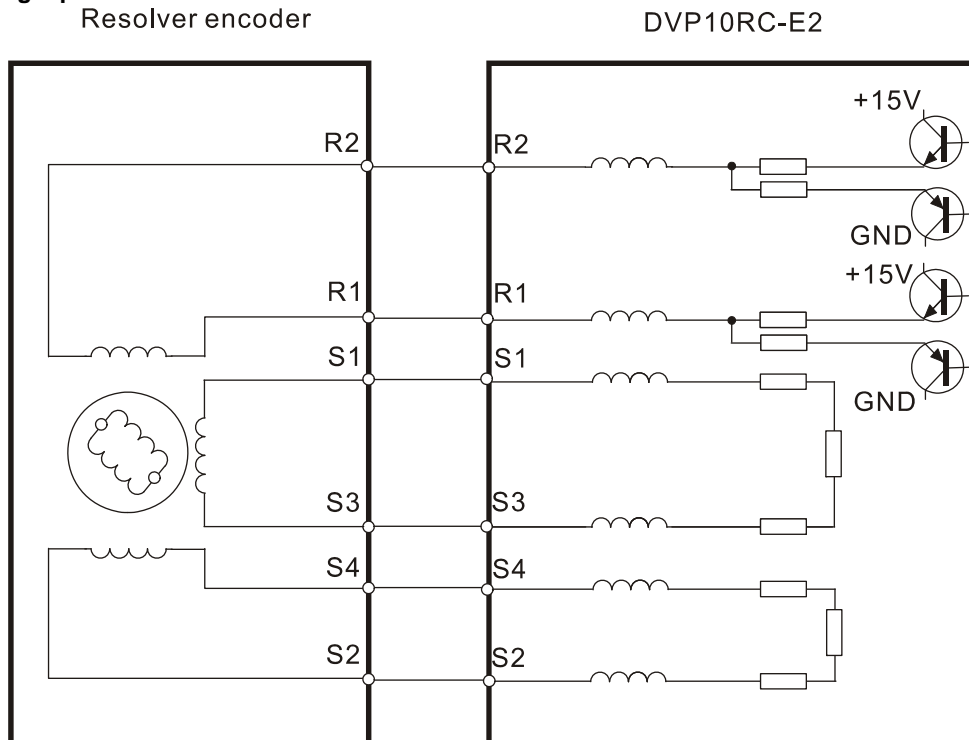 Resolver encoder
DVP10RC-E2
+15V
R2
R2
GND
+15V
R1
R1
S1
S1
GND
S3
S3
S4
S4
S2
S2